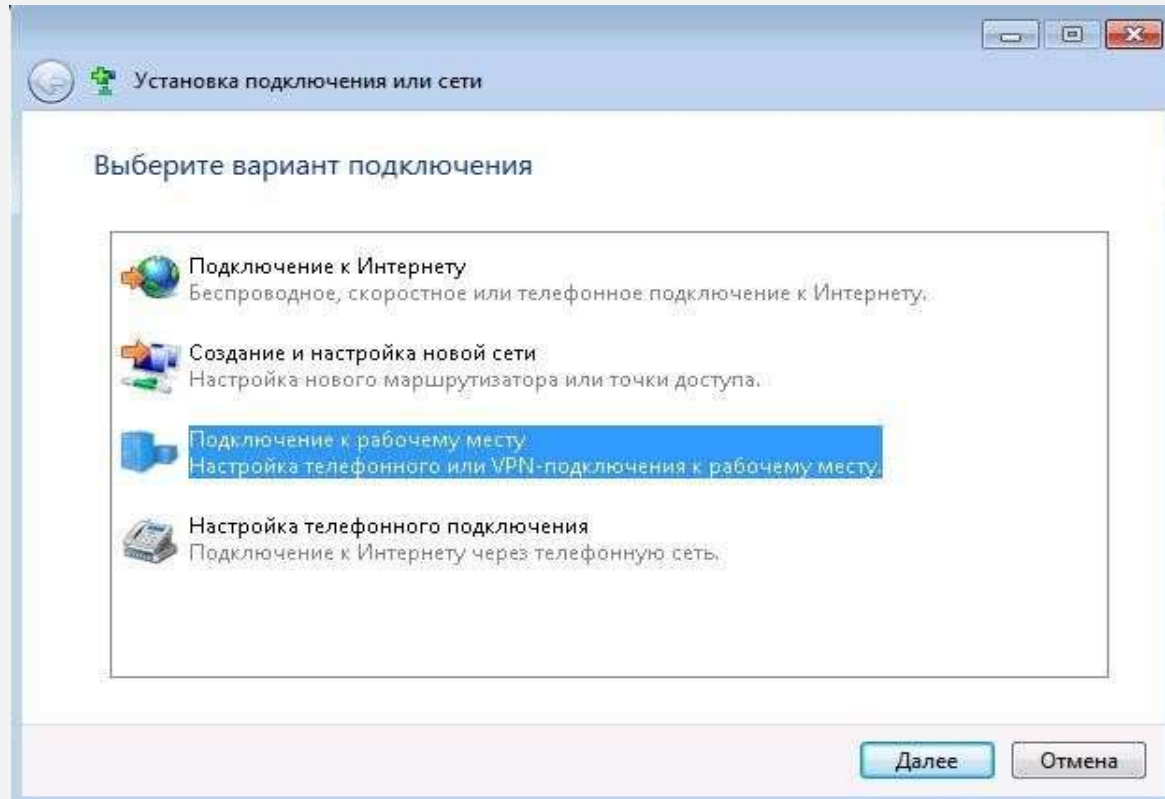 Установка подключения или сети
Выберите вариант подключения
Подключение к Интернету
Беспроводное, скоростное или телефонное подключение к Интернету.
Создание и настройка новой сети
Настройка нового маршрутизатора или точки доступа.
Подключение к рабочему месту
Настройка телефонного или VPN-подключения к рабочему месту.
Настройка телефонного подключения
Подключение к Интернету через телефонную сеть.
Далее Отмена